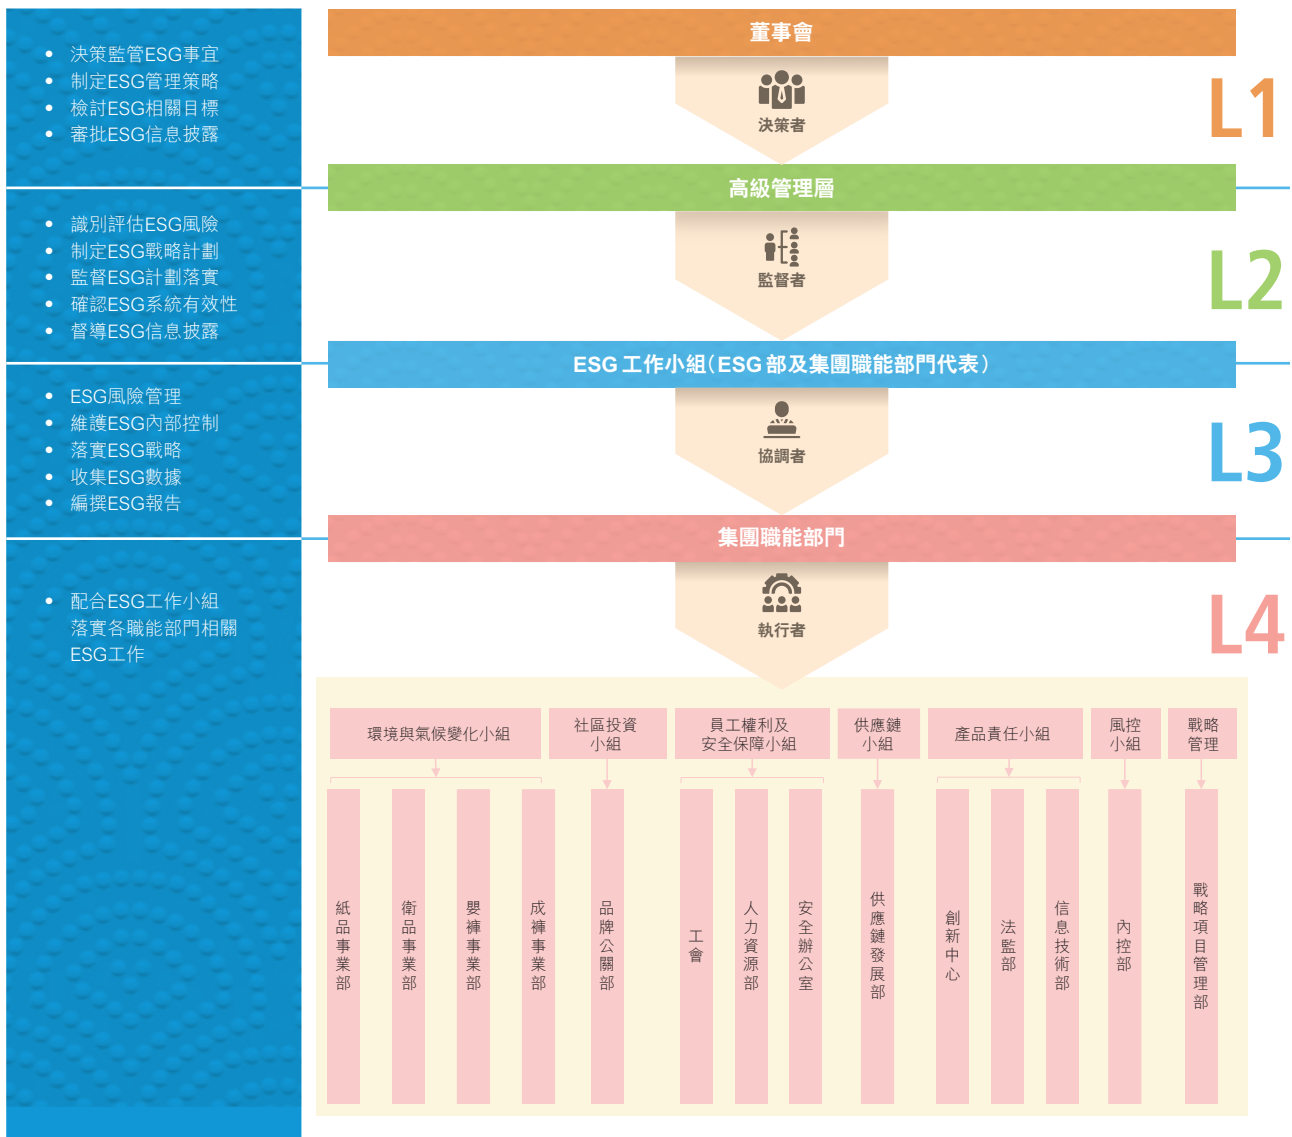 • 決策監管ESG事宜
• 制定ESG管理策略
• 檢討ESG相關目標
• 審批ESG信息披露
董事會
決策者
L1
• 識別評估ESG風險
• 制定ESG戰略計劃
• 監督ESG計劃落實
• 確認ESG系統有效性
• 督導ESG信息披露
高級管理層
監督者
L2
• ESG風險管理
• 維護ESG內部控制
• 落實ESG戰略
• 收集ESG數據
• 編撰ESG報告
ESG 工作小組(ESG 部及集團職能部門代表)
協調者
L3
• 配合ESG工作小組
落實各職能部門相關
ESG工作
集團職能部門
執行者
L4
環境與氣候變化小組
社區投資
小組
員工權利及
安全保障小組
供應鏈
小組
產品責任小組
風控
小組
戰略
管理
紙品事業部
衛品事業部
嬰褲事業部
成褲事業部
品牌公關部
工會
人力資源部
安全辦公室
供應鏈發展部
創新中心
法監部
信息技術部
內控部
戰略項目管理部